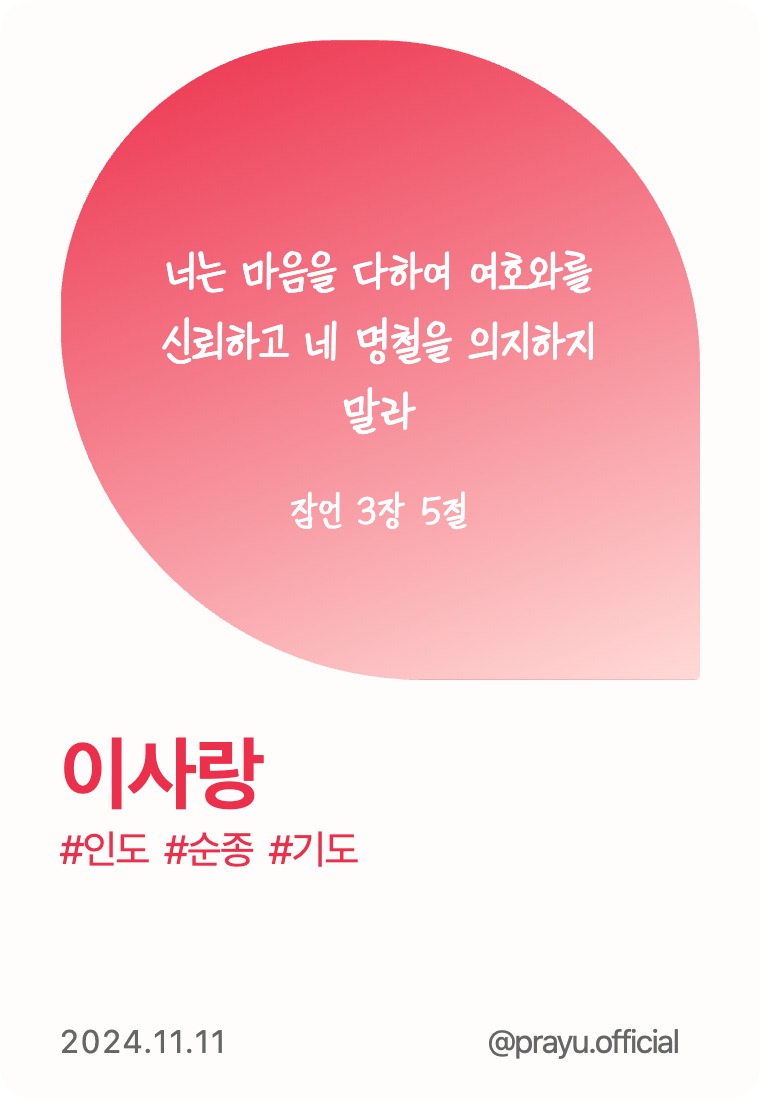 너는 마음을 다하여 여호와를
신뢰하고 네 명철을 의지하지
말라
잠언 3장 5절
이사랑
#인도 #순종 #기도
2024.11.11
@prayu.official